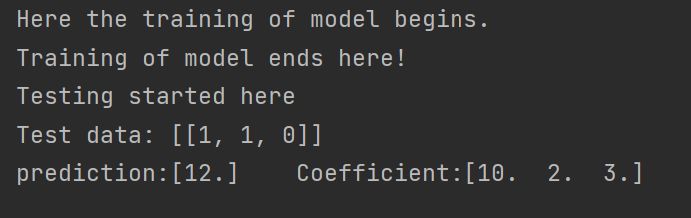 Here the training of model begins.
Training of model ends here!
Testing started here
Test data: [[1, 1, 0]]
prediction:[12.]    Coefficient:[10.  2.  3.]